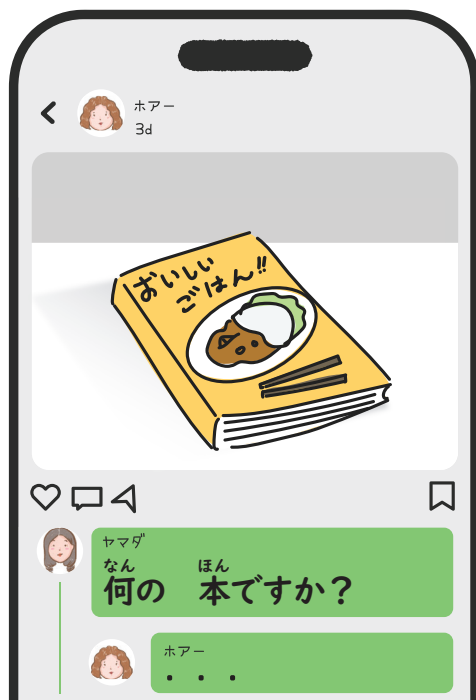 ホアー
3d
おいしい
ごはん!!
ヤマダ
なん ほん
何の 本ですか？
ホアー
. . .